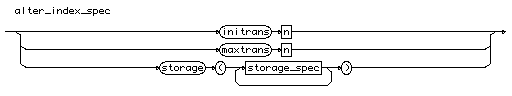 alter_index_spec
initrans n
maxtrans n
storage ( storage_spec )